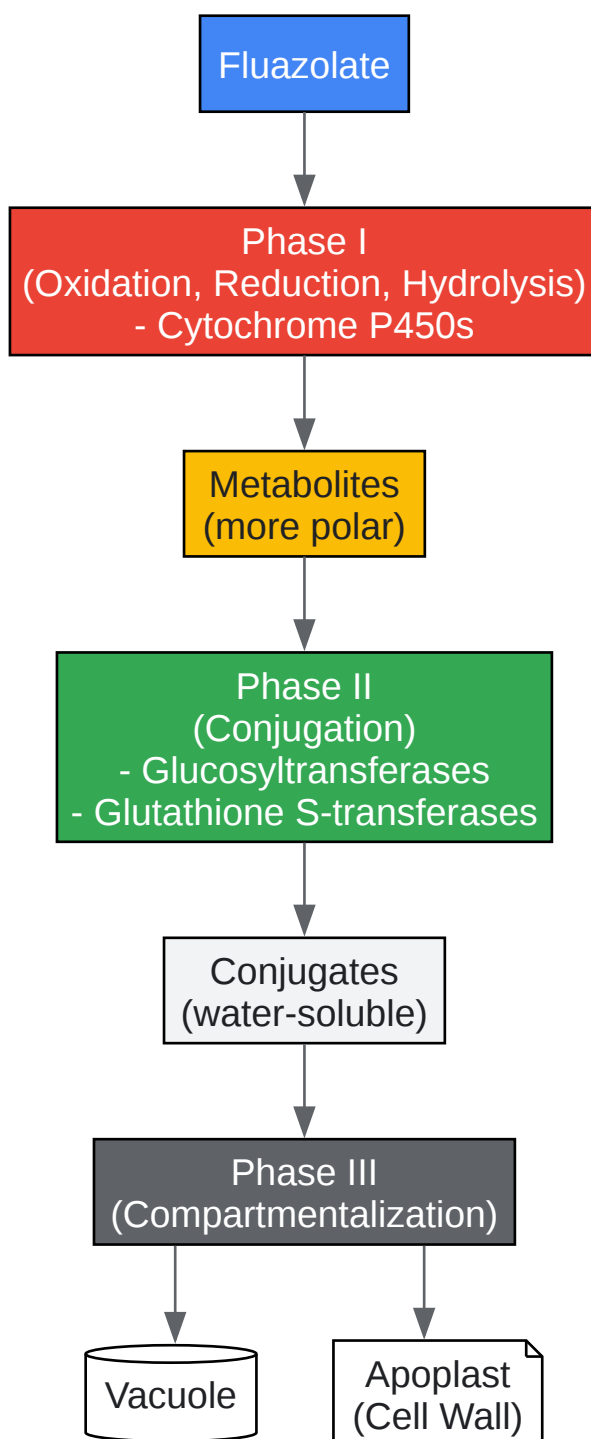 Fluazolate
Phase I
(Oxidation, Reduction, Hydrolysis)
- Cytochrome P450s
Metabolites
(more polar)
Phase II
(Conjugation)
- Glucosyltransferases
- Glutathione S-transferases
Conjugates
(water-soluble)
Phase III
(Compartmentalization)
Vacuole
Apoplast
(Cell Wall)